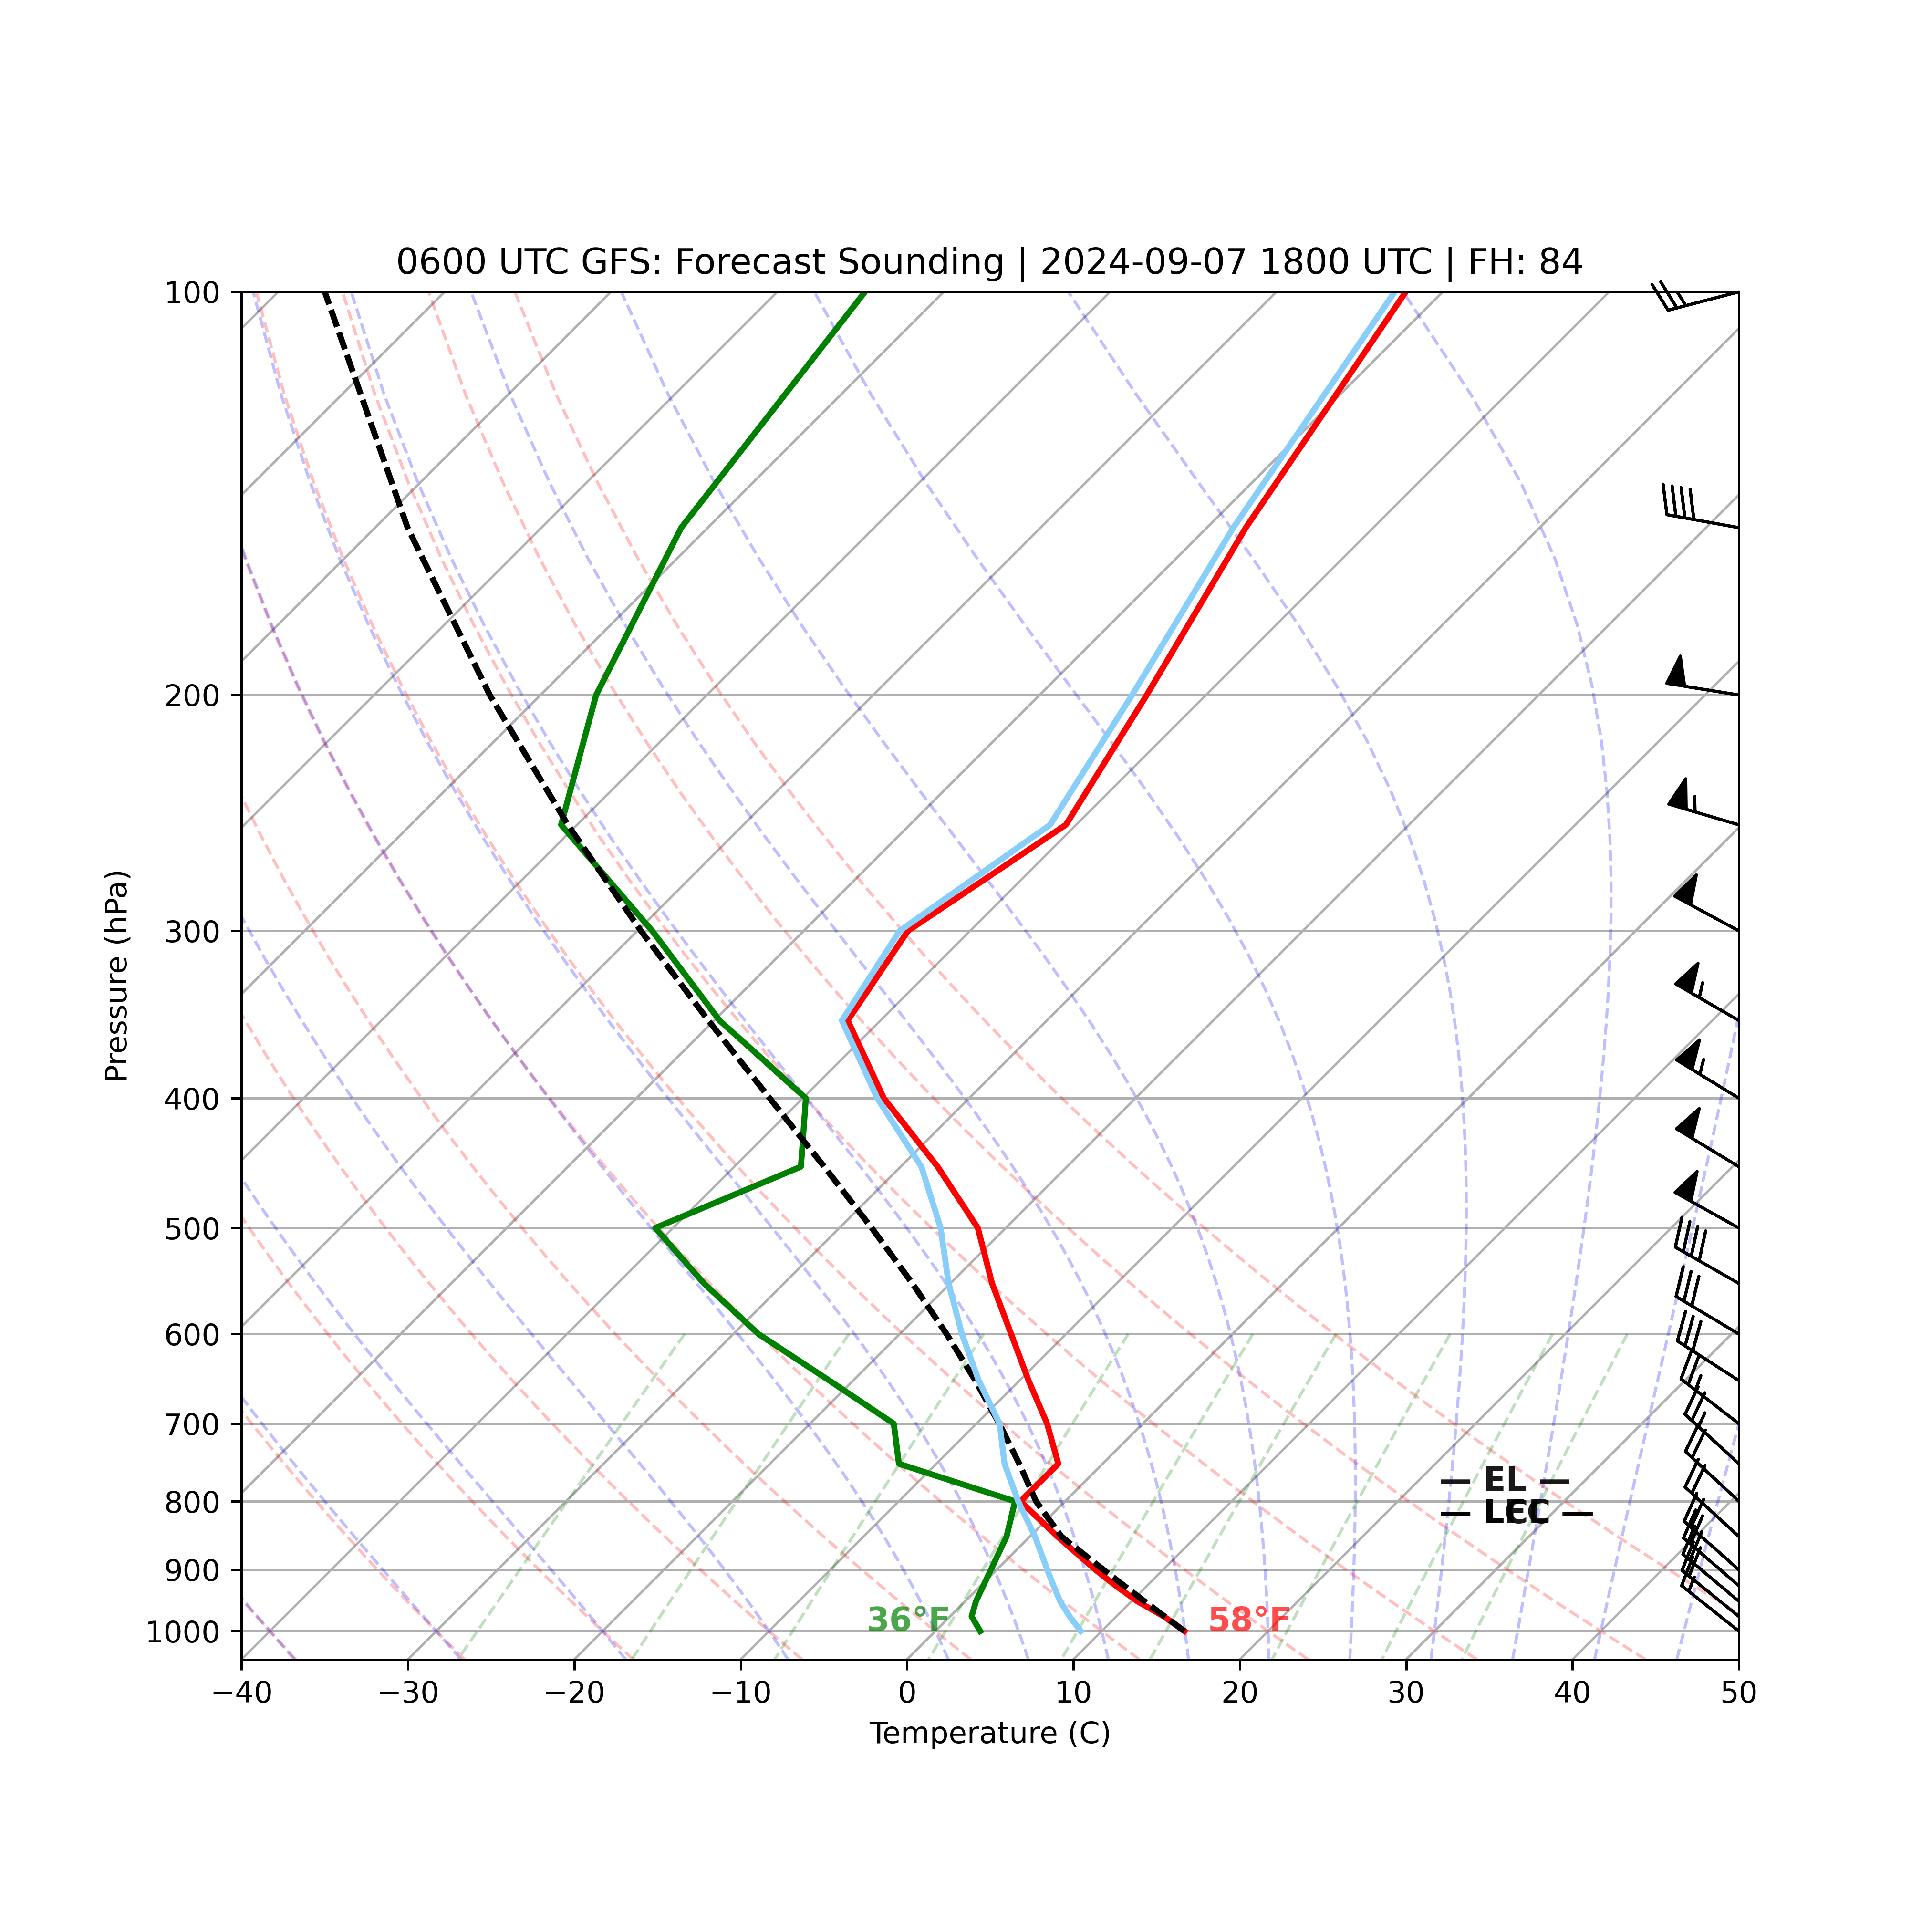 0600 UTC GFS: Forecast Sounding | 2024-09-07 1800 UTC | FH: 84
100
200
300
400
500
600
700
800
900
1000
Pressure (hPa)
— EL —
36°F
58°F
−40 −30 −20 −10 0 10 20 30 40 50
Temperature (C)